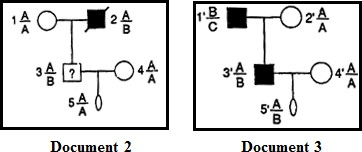 1 A/A 2 A/B 1' B/C 2' A/A
3 A/B ? 4 A/A 3' A/B 4' A/A
5 A/A 5' A/B
Document 2 Document 3